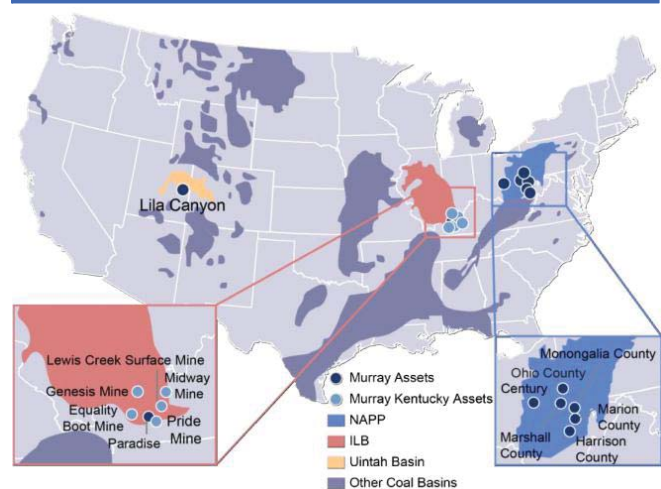 Lila Canyon
Lewis Creek Surface Mine
Midway
Mine
Genesis Mine
Equality
Boot Mine
Pride
Mine
Paradise
Murray Assets
Murray Kentucky Assets
NAPP
ILB
Uintah Basin
Other Coal Basins
Monongalia County
Ohio County
Century
Marion
County
Marshall
County
Harrison
County